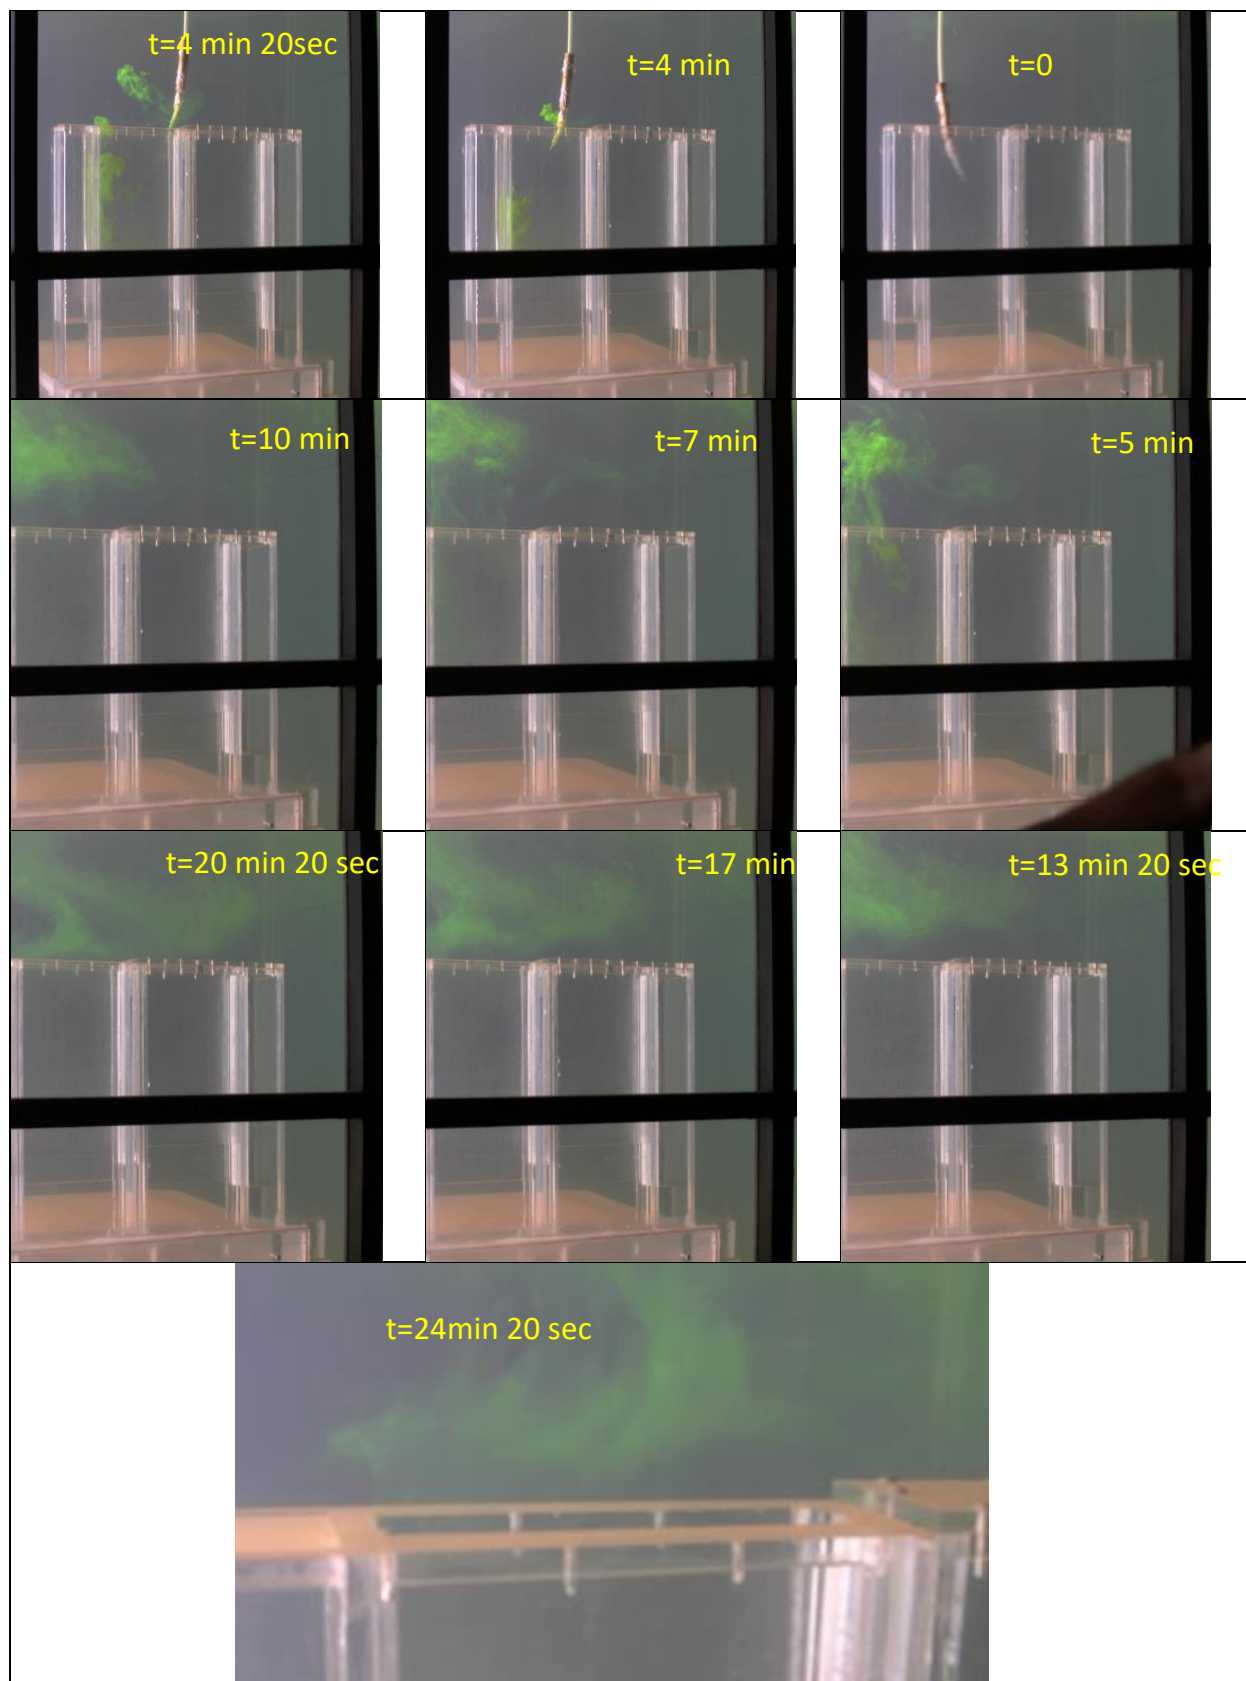 t=4 min 20sec
t=4 min
t=0
t=10 min
t=7 min
t=5 min
t=20 min 20 sec
t=17 min
t=13 min 20 sec
t=24min 20 sec